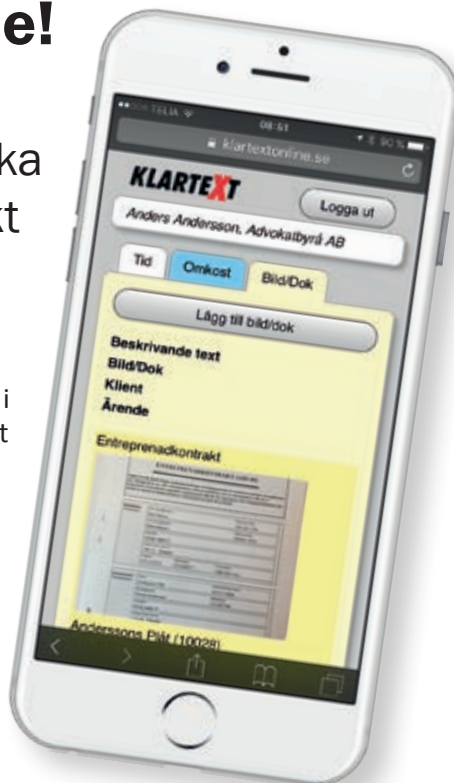 e!
ka
kt
i
t
TELIA 08:51 90 %
klartextonline.se
KLARTEXT
Logga ut
Anders Andersson, Advokatbyrå AB
Tid Omkost Bild/Dok
Lägg till bild/dok
Beskrivande text
Bild/Dok
Klient
Ärende
Entreprenadkontrakt
Anderssons Plåt (10028)